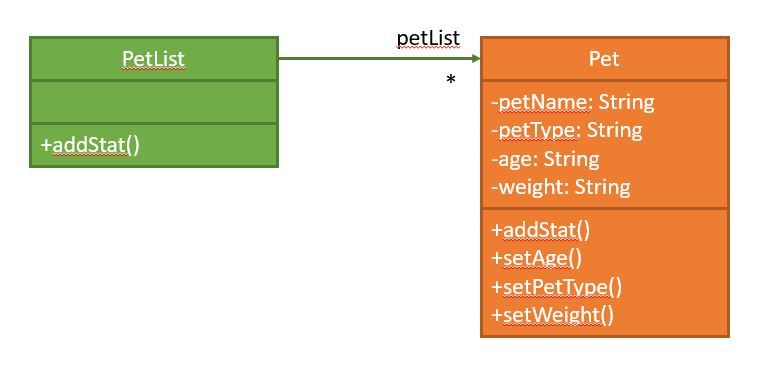 PetList
+addStat()
petList
*
Pet
-petName: String
-petType: String
-age: String
-weight: String
+addStat()
+setAge()
+setPetType()
+setWeight()